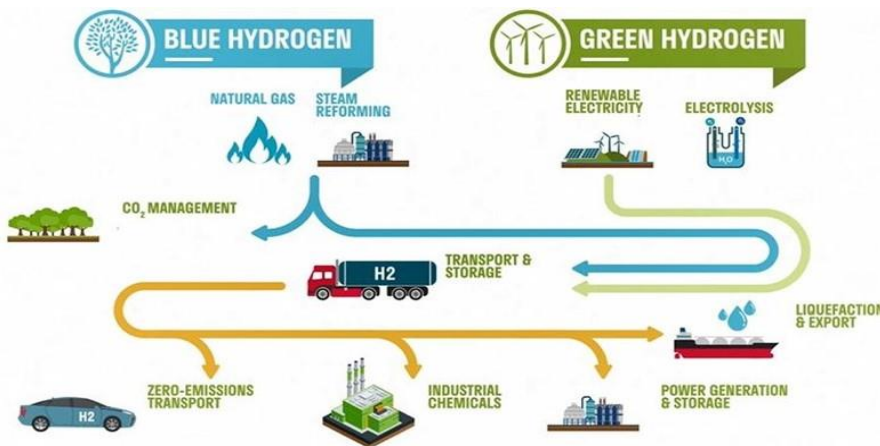 BLUE HYDROGEN
GREEN HYDROGEN
NATURAL GAS
STEAM
REFORMING
RENEWABLE
ELECTRICITY
ELECTROLYSIS
H₂O
CO₂ MANAGEMENT
TRANSPORT &
STORAGE
H2
LIQUEFACTION
& EXPORT
ZERO-EMISSIONS
TRANSPORT
H2
INDUSTRIAL
CHEMICALS
POWER GENERATION
& STORAGE